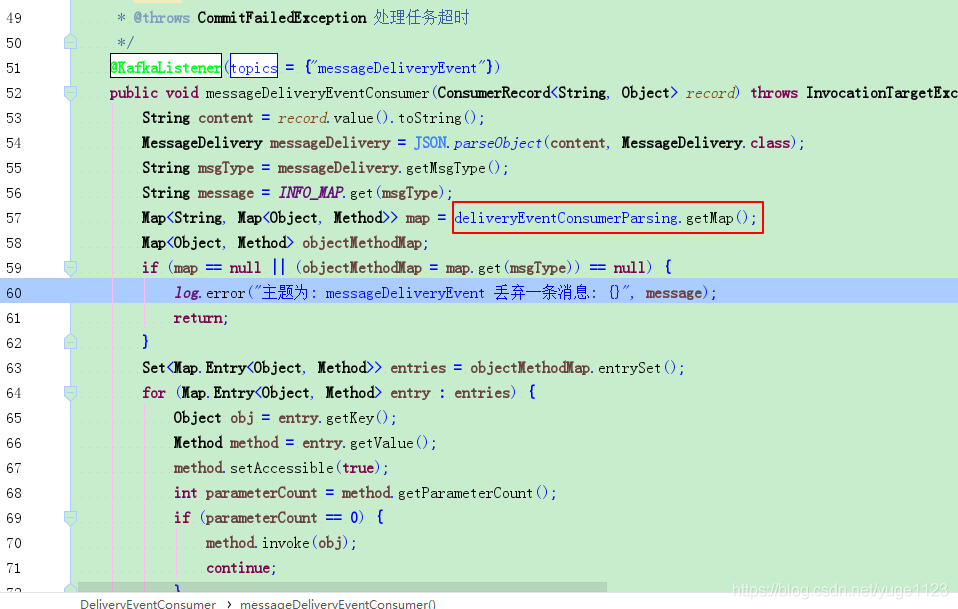 49 * @throws CommitFailedException 处理任务超时
50 */
51 @KafkaListener(topics = {"messageDeliveryEvent"})
52 public void messageDeliveryEventConsumer(ConsumerRecord<String, Object> record) throws InvocationTargetExc
53 String content = record.value().toString();
54 MessageDelivery messageDelivery = JSON.parseObject(content, MessageDelivery.class);
55 String msgType = messageDelivery.getMsgType();
56 String message = INFO_MAP.get(msgType);
57 Map<String, Map<Object, Method>> map = deliveryEventConsumerParsing.getMap();
58 Map<Object, Method> objectMethodMap;
59 if (map == null || (objectMethodMap = map.get(msgType)) == null) {
60 log.error("主题为: messageDeliveryEvent 丢弃一条消息: {}", message);
61 return;
62 }
63 Set<Map.Entry<Object, Method>> entries = objectMethodMap.entrySet();
64 for (Map.Entry<Object, Method> entry : entries) {
65 Object obj = entry.getKey();
66 Method method = entry.getValue();
67 method.setAccessible(true);
68 int parameterCount = method.getParameterCount();
69 if (parameterCount == 0) {
70 method.invoke(obj);
71 continue;
72 }
https://blog.csdn.net/yuge1123
DeliveryEventConsumer › messageDeliveryEventConsumer()